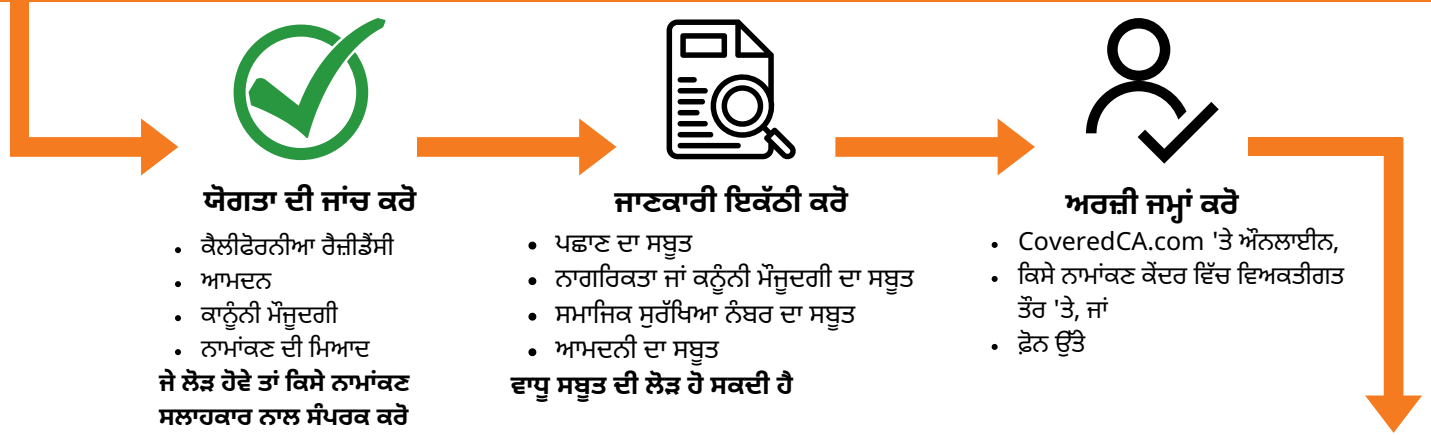 ਯੋਗਤਾ ਦੀ ਜਾਂਚ ਕਰੋ
• ਕੈਲੀਫੋਰਨੀਆ ਰੈਜ਼ੀਡੈਂਸੀ
• ਆਮਦਨ
• ਕਾਨੂੰਨੀ ਮੌਜੂਦਗੀ
• ਨਾਮਾਂਕਣ ਦੀ ਮਿਆਦ
ਜੇ ਲੋੜ ਹੋਵੇ ਤਾਂ ਕਿਸੇ ਨਾਮਾਂਕਣ
ਸਲਾਹਕਾਰ ਨਾਲ ਸੰਪਰਕ ਕਰੋ
ਜਾਣਕਾਰੀ ਇਕੱਠੀ ਕਰੋ
• ਪਛਾਣ ਦਾ ਸਬੂਤ
• ਨਾਗਰਿਕਤਾ ਜਾਂ ਕਨੂੰਨੀ ਮੌਜੂਦਗੀ ਦਾ ਸਬੂਤ
• ਸਮਾਜਿਕ ਸੁਰੱਖਿਆ ਨੰਬਰ ਦਾ ਸਬੂਤ
• ਆਮਦਨੀ ਦਾ ਸਬੂਤ
ਵਾਧੂ ਸਬੂਤ ਦੀ ਲੋੜ ਹੋ ਸਕਦੀ ਹੈ
ਅਰਜ਼ੀ ਜਮ੍ਹਾਂ ਕਰੋ
• CoveredCA.com 'ਤੇ ਔਨਲਾਈਨ,
• ਕਿਸੇ ਨਾਮਾਂਕਣ ਕੇਂਦਰ ਵਿੱਚ ਵਿਅਕਤੀਗਤ
ਤੌਰ 'ਤੇ, ਜਾਂ
• ਫ਼ੋਨ ਉੱਤੇ